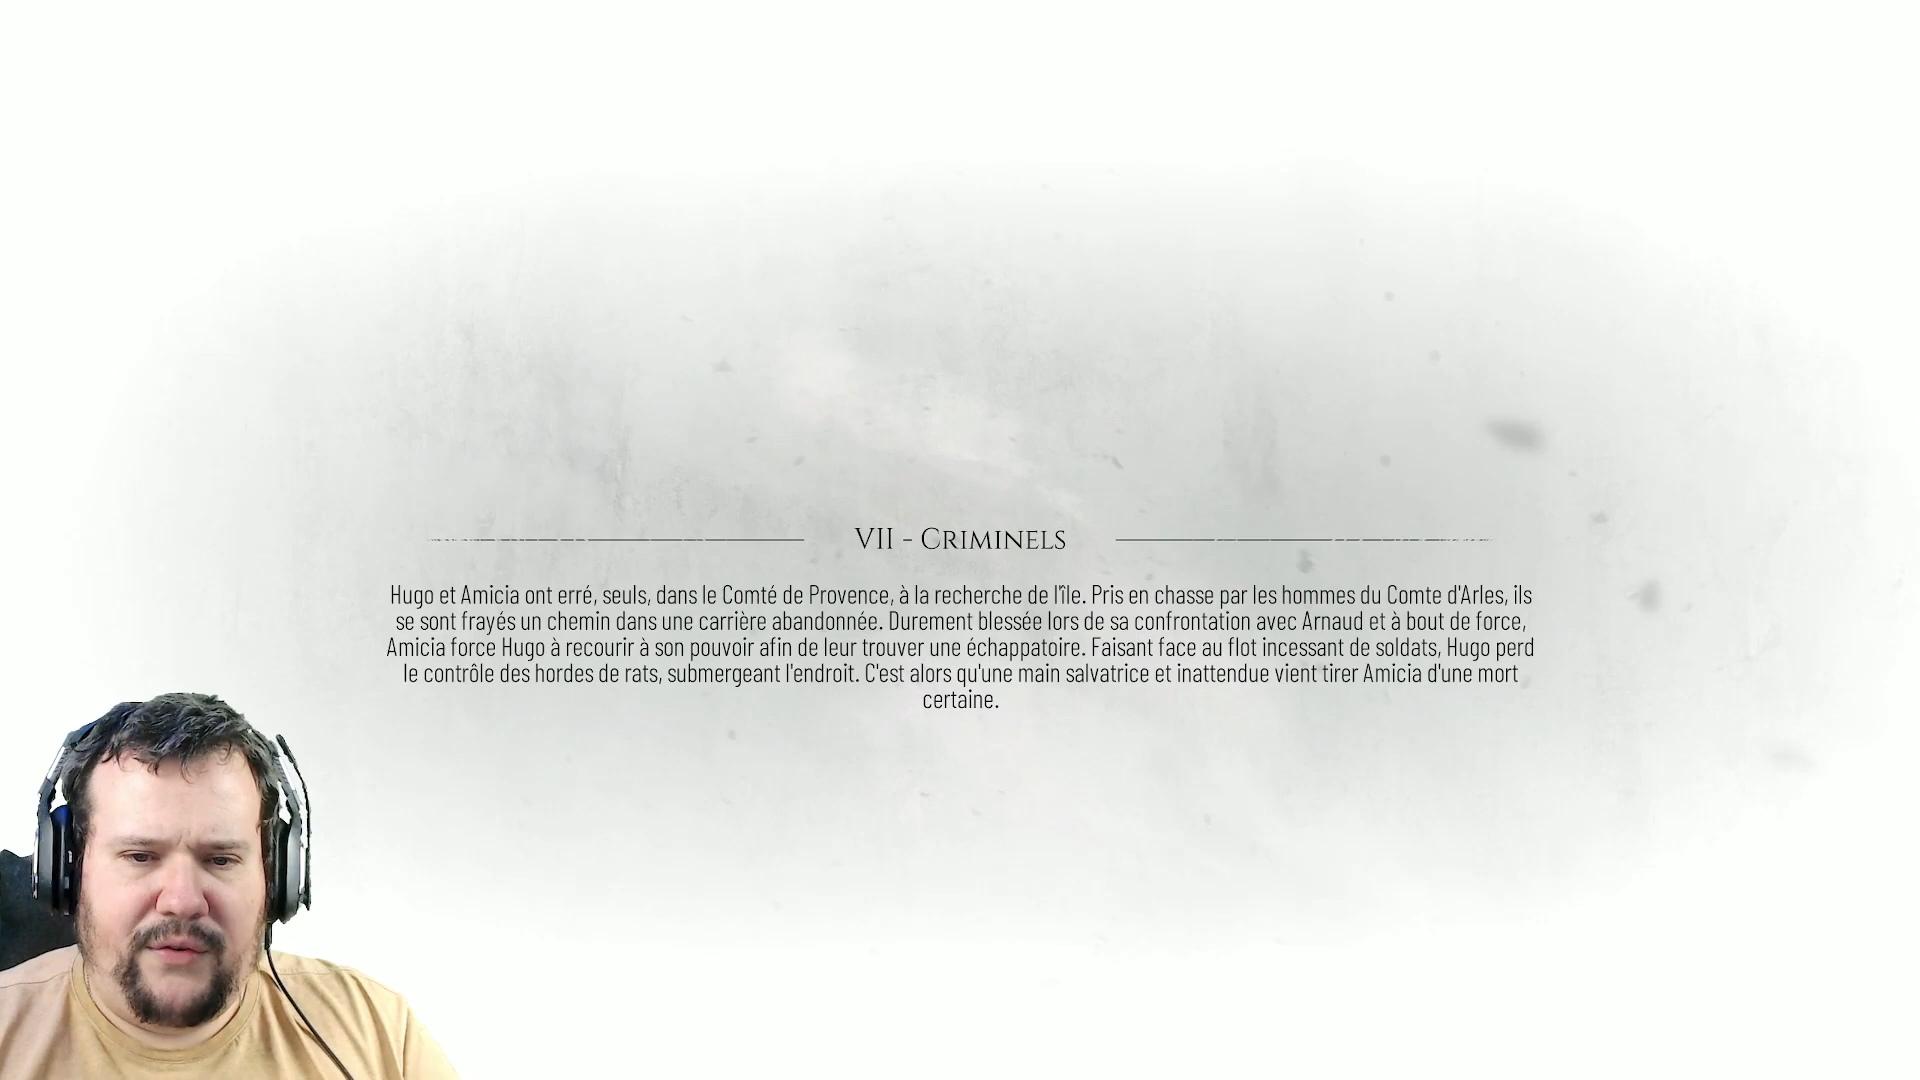 VII - Criminels
Hugo et Amicia ont erré, seuls, dans le Comté de Provence, à la recherche de l'île. Pris en chasse par les hommes du Comte d'Arles, ils
se sont frayés un chemin dans une carrière abandonnée. Durement blessée lors de sa confrontation avec Arnaud et à bout de force,
Amicia force Hugo à recourir à son pouvoir afin de leur trouver une échappatoire. Faisant face au flot incessant de soldats, Hugo perd
le contrôle des hordes de rats, submergeant l'endroit. C'est alors qu'une main salvatrice et inattendue vient tirer Amicia d'une mort
certaine.